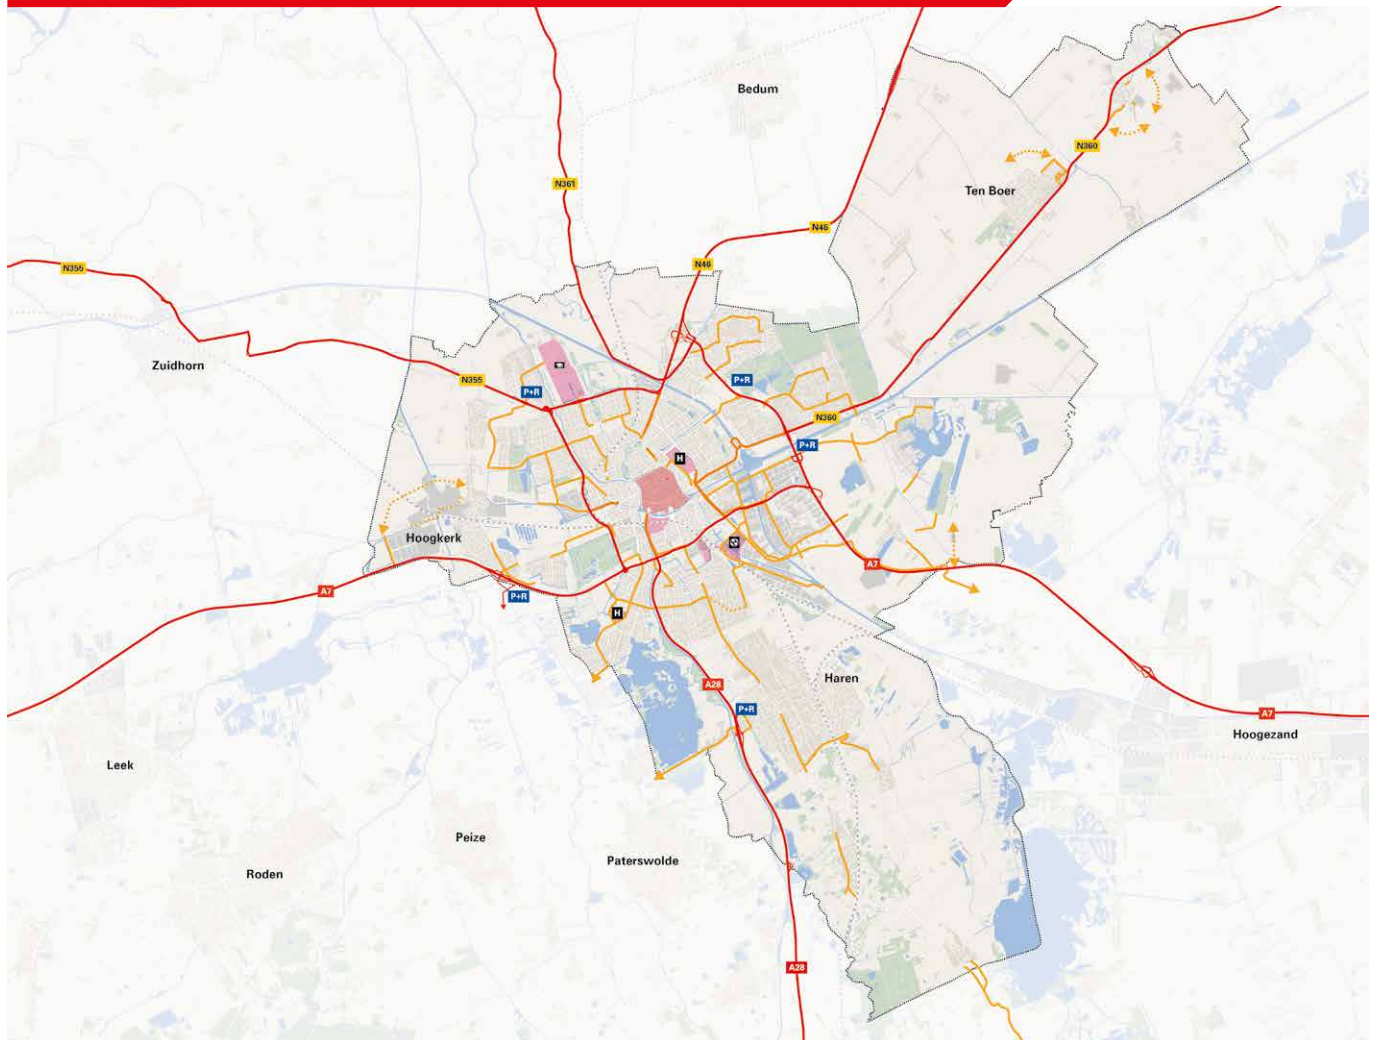 Bedum
N360
N361
Ten Boer
N46
N46
N355
Zuidhorn
N355
P+R
P+R
N360
P+R
H
Hoogkerk
A7
A7
P+R
H
Haren
A28
P+R
A7
Hoogezand
Leek
Peize
Paterswolde
Roden
A28